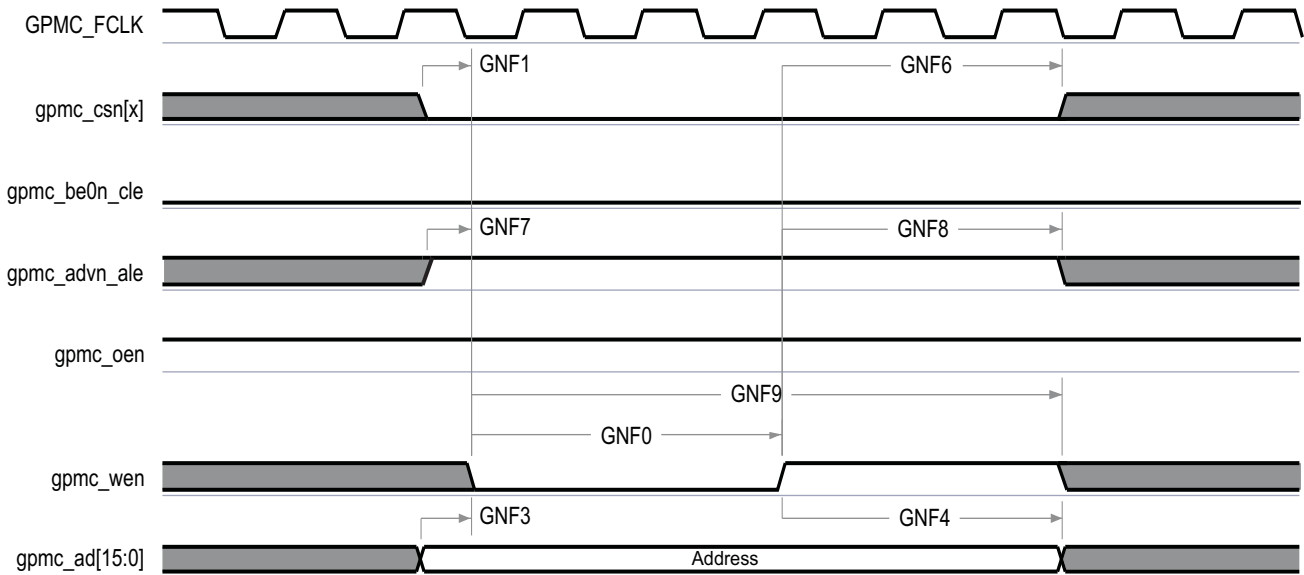 GPMC_FCLK
GNF1
GNF6
gpmc_csn[x]
gpmc_be0n_cle
GNF7
GNF8
gpmc_advn_ale
gpmc_oen
GNF9
GNF0
gpmc_wen
GNF3
GNF4
gpmc_ad[15:0]
Address